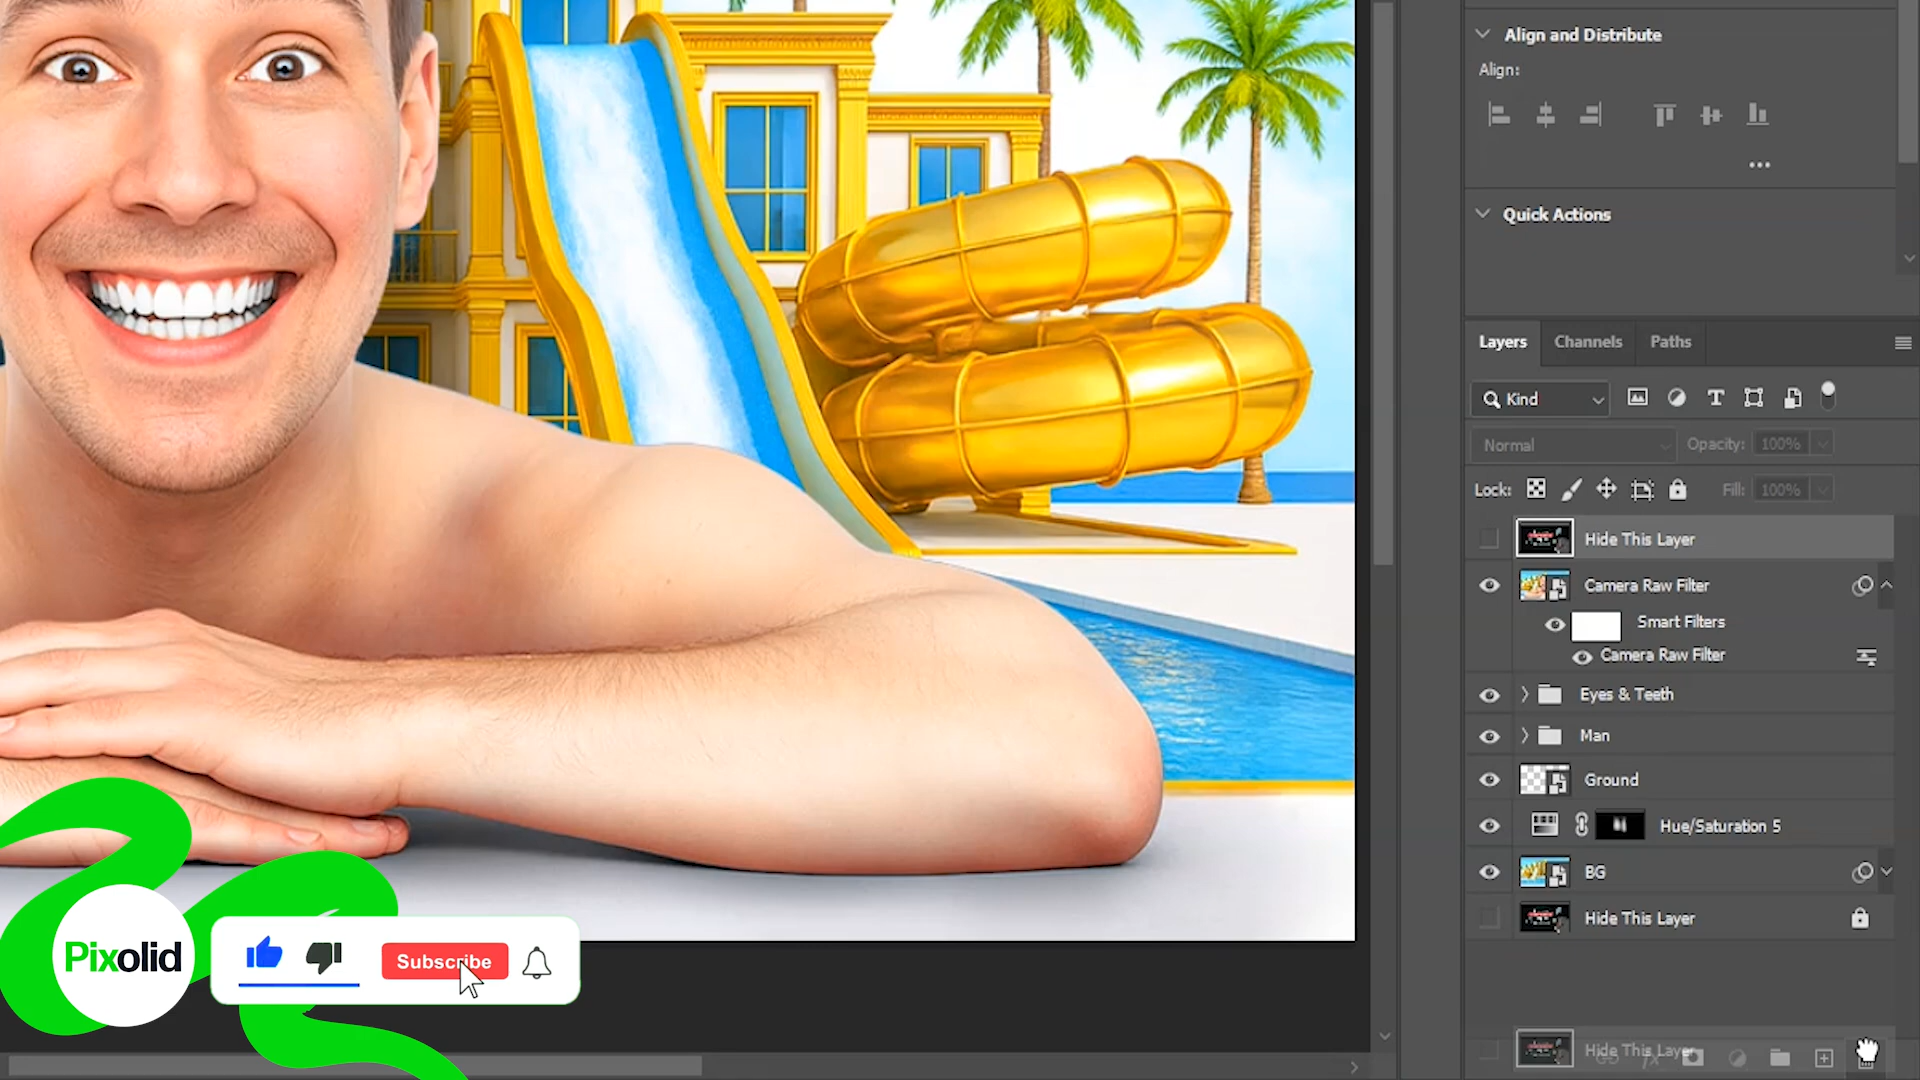 Align and Distribute
Align:
Quick Actions
Layers Channels Paths
Kind
Normal Opacity: 100%
Lock: Fill: 100%
Hide This Layer
Camera Raw Filter
Smart Filters
Camera Raw Filter
Eyes & Teeth
Man
Ground
Hue/Saturation 5
BG
Hide This Layer
Hide This Layer
Pixolid
Subscribe